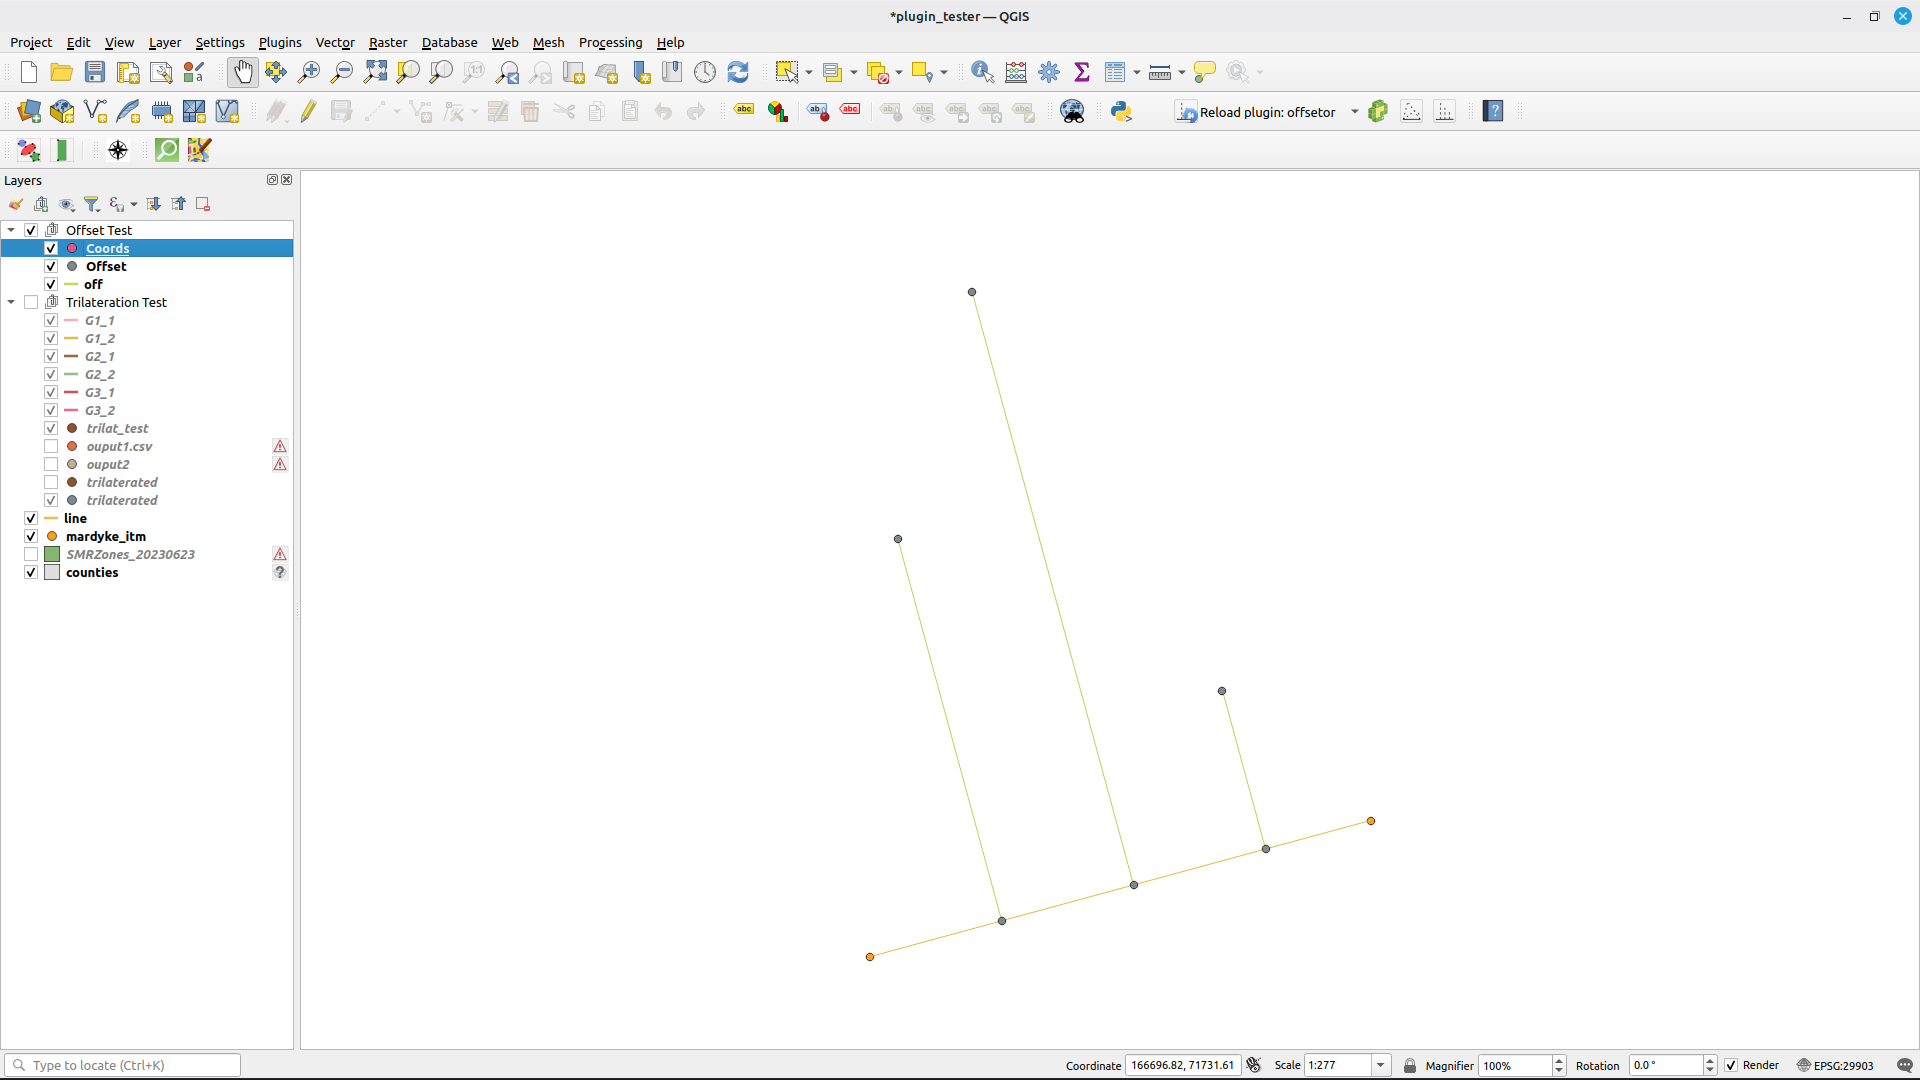 *plugin_tester — QGIS
Project Edit View Layer Settings Plugins Vector Raster Database Web Mesh Processing Help
abc abc Reload plugin: offsetor
Layers
Offset Test
Coords
Offset
off
Trilateration Test
G1_1
G1_2
G2_1
G2_2
G3_1
G3_2
trilat_test
ouput1.csv
ouput2
trilaterated
trilaterated
line
mardyke_itm
SMRZones_20230623
counties
Type to locate (Ctrl+K) Coordinate 166696.82, 71731.61 Scale 1:277 Magnifier 100% Rotation 0.0 ° Render EPSG:29903